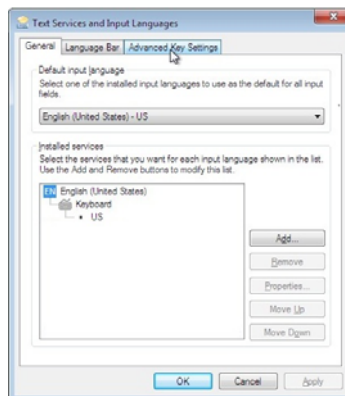 Text Services and Input Languages
General Language Bar Advanced Key Settings
Default input language
Select one of the installed input languages to use as the default for all input
fields.
English (United States) - US
Installed services
Select the services that you want for each input language shown in the list.
Use the Add and Remove buttons to modify this list.
EN English (United States)
Keyboard
US
Add...
Remove
Properties...
Move Up
Move Down
OK Cancel Apply